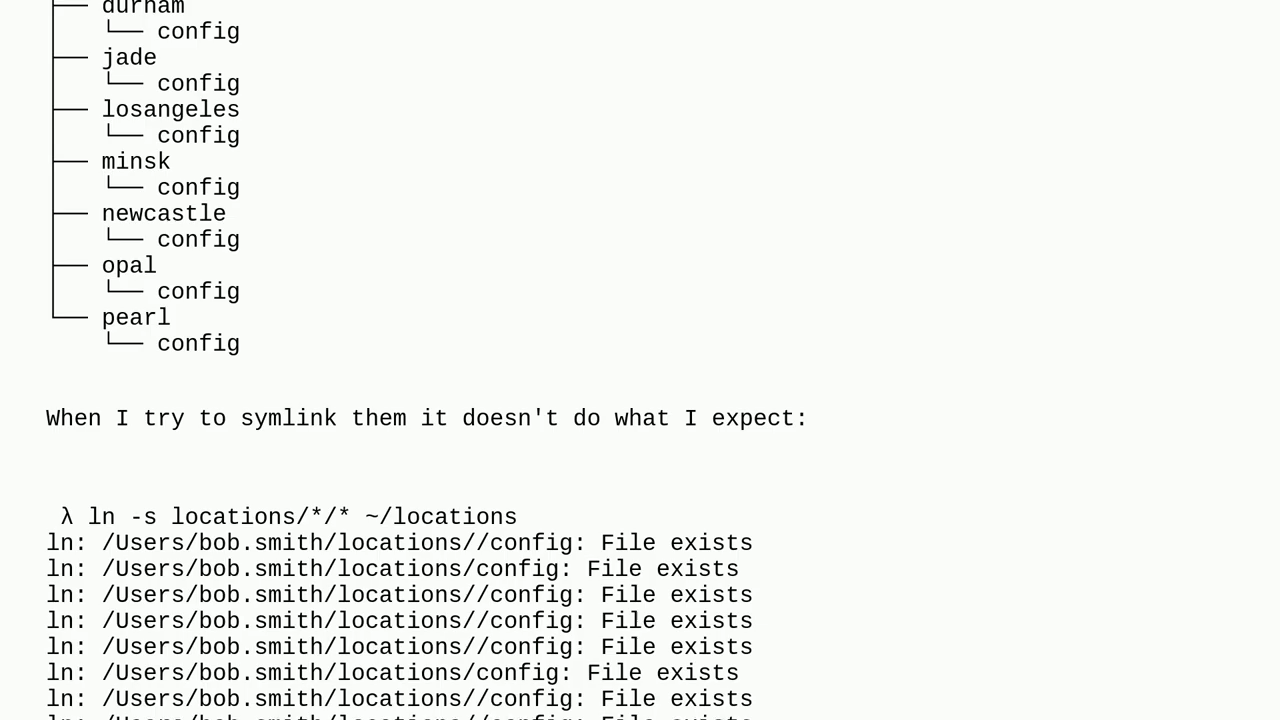 ├── durham
│   └── config
├── jade
│   └── config
├── losangeles
│   └── config
├── minsk
│   └── config
├── newcastle
│   └── config
├── opal
│   └── config
└── pearl
    └── config
When I try to symlink them it doesn't do what I expect:
λ ln -s locations/*/* ~/locations
ln: /Users/bob.smith/locations//config: File exists
ln: /Users/bob.smith/locations/config: File exists
ln: /Users/bob.smith/locations//config: File exists
ln: /Users/bob.smith/locations//config: File exists
ln: /Users/bob.smith/locations//config: File exists
ln: /Users/bob.smith/locations/config: File exists
ln: /Users/bob.smith/locations//config: File exists